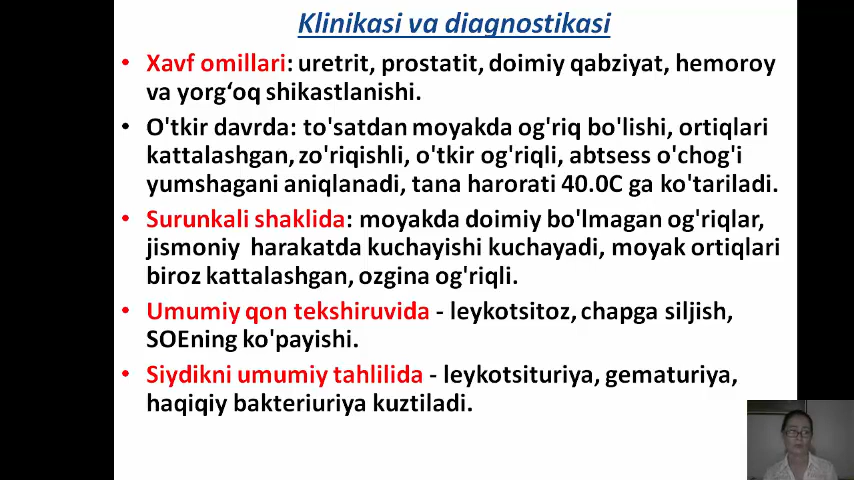 Klinikasi va diagnostikasi
• Xavf omillari: uretrit, prostatit, doimiy qabziyat, hemoroy
va yorg‘oq shikastlanishi.
• O'tkir davrda: to'satdan moyakda og'riq bo'lishi, ortiqlari
kattalashgan, zo'riqishli, o'tkir og'riqli, abtsess o'chog'i
yumshagani aniqlanadi, tana harorati 40.0C ga ko'tariladi.
• Surunkali shaklida: moyakda doimiy bo'lmagan og'riqlar,
jismoniy harakatda kuchayishi kuchayadi, moyak ortiqlari
biroz kattalashgan, ozgina og'riqli.
• Umumiy qon tekshiruvida - leykotsitoz, chapga siljish,
SOEning ko'payishi.
• Siydikni umumiy tahlilida - leykotsituriya, gematuriya,
haqiqiy bakteriuriya kuztiladi.